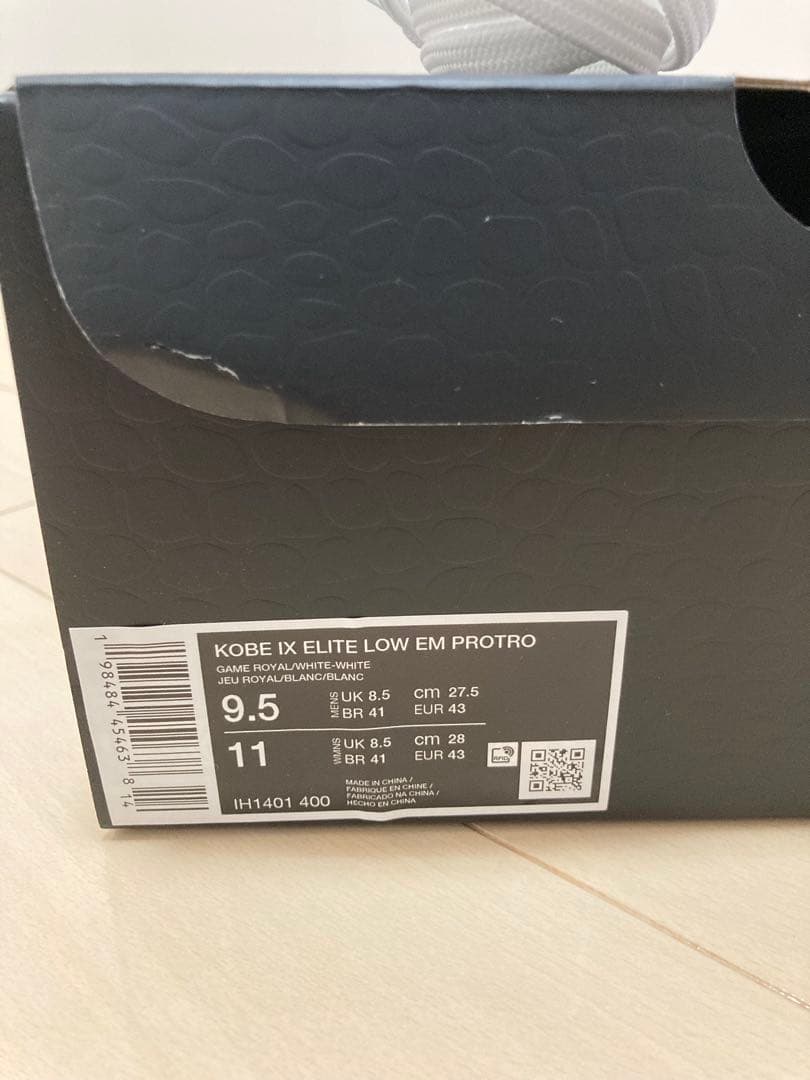 KOBE IX ELITE LOW EM PROTRO
GAME ROYAL/WHITE-WHITE
JEU ROYAL/BLANC/BLANC
9.5 MENS UK 8.5 cm 27.5
BR 41 EUR 43
11 WMNS UK 8.5 cm 28
BR 41 EUR 43
RFID
IH1401 400
MADE IN CHINA /
FABRIQUE EN CHINE /
FABRICADO NA CHINA /
HECHO EN CHINA
1 98484 45463 8 14